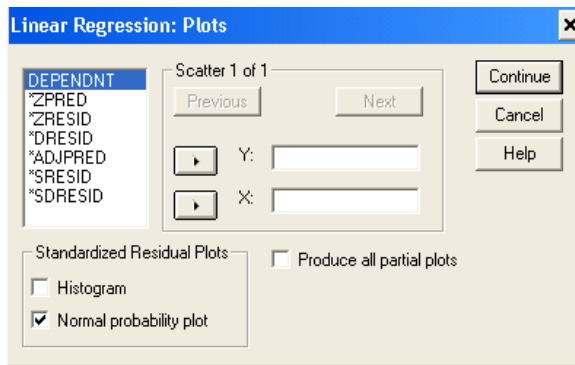 Linear Regression: Plots
DEPENDNT
*ZPRED
*ZRESID
*DRESID
*ADJPRED
*SRESID
*SDRESID
Scatter 1 of 1
Previous
Next
Y:
X:
Continue
Cancel
Help
Standardized Residual Plots
Histogram
Normal probability plot
Produce all partial plots